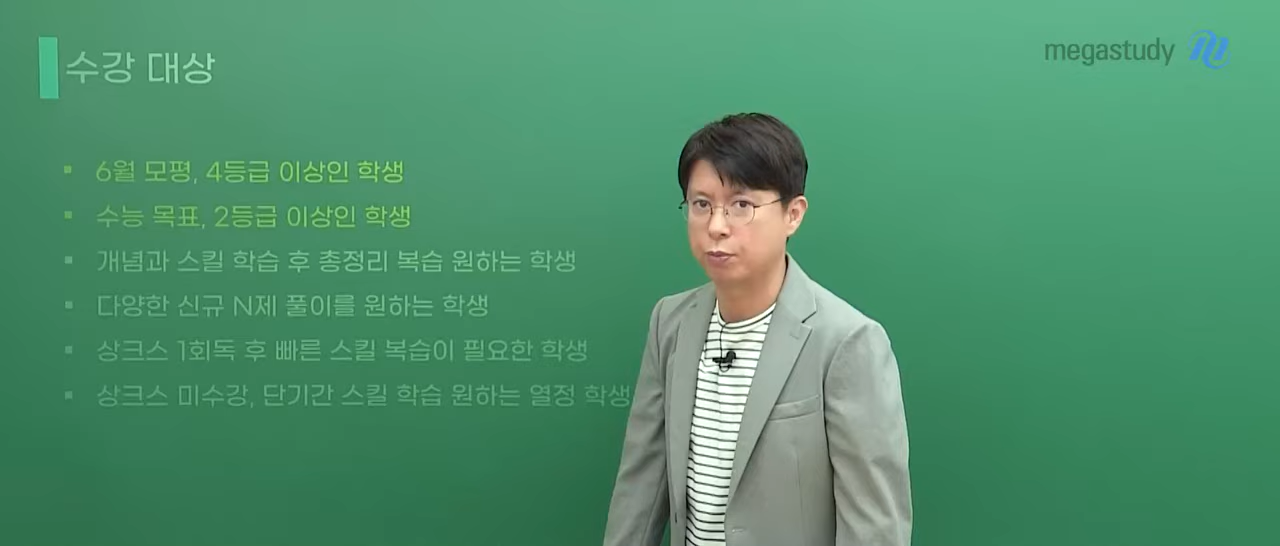 수강 대상
megastudy
6월 모평, 4등급 이상인 학생
수능 목표, 2등급 이상인 학생
개념과 스킬 학습 후 총정리 복습 원하는 학생
다양한 신규 N제 풀이를 원하는 학생
상크스 1회독 후 빠른 스킬 복습이 필요한 학생
상크스 미수강, 단기간 스킬 학습 원하는 열정 학생